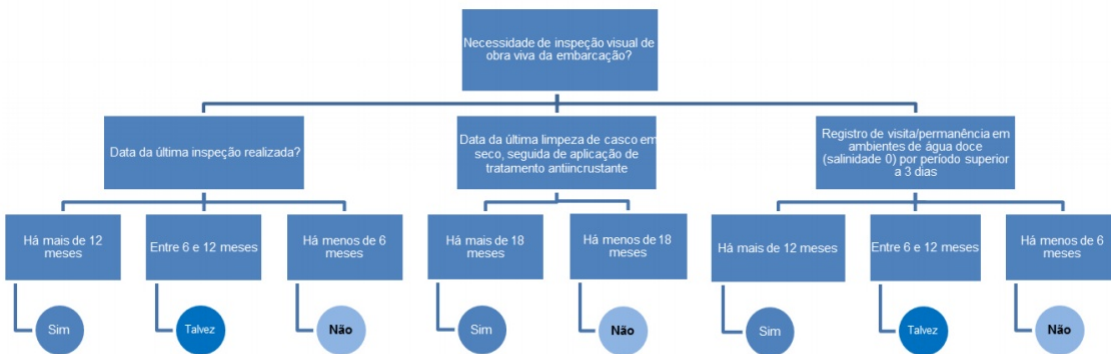 Necessidade de inspeção visual de
obra viva da embarcação?
Data da última inspeção realizada?
Data da última limpeza de casco em
seco, seguida de aplicação de
tratamento antiincrustante
Registro de visita/permanência em
ambientes de água doce
(salinidade 0) por período superior
a 3 dias
Há mais de 12
meses
Entre 6 e 12 meses
Há menos de 6
meses
Há mais de 18
meses
Há menos de 18
meses
Há mais de 12 meses
Entre 6 e 12 meses
Há menos de 6
meses
Sim
Talvez
Não
Sim
Não
Sim
Talvez
Não